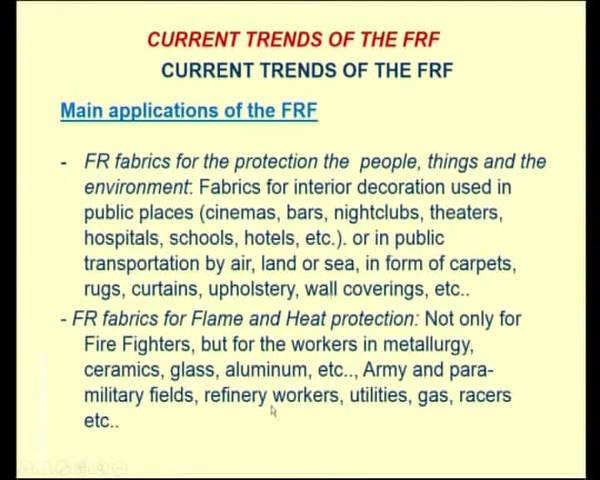 CURRENT TRENDS OF THE FRF
CURRENT TRENDS OF THE FRF
Main applications of the FRF
- FR fabrics for the protection the people, things and the
environment: Fabrics for interior decoration used in
public places (cinemas, bars, nightclubs, theaters,
hospitals, schools, hotels, etc.). or in public
transportation by air, land or sea, in form of carpets,
rugs, curtains, upholstery, wall coverings, etc..
- FR fabrics for Flame and Heat protection: Not only for
Fire Fighters, but for the workers in metallurgy,
ceramics, glass, aluminum, etc.., Army and para-
military fields, refinery workers, utilities, gas, racers
etc..